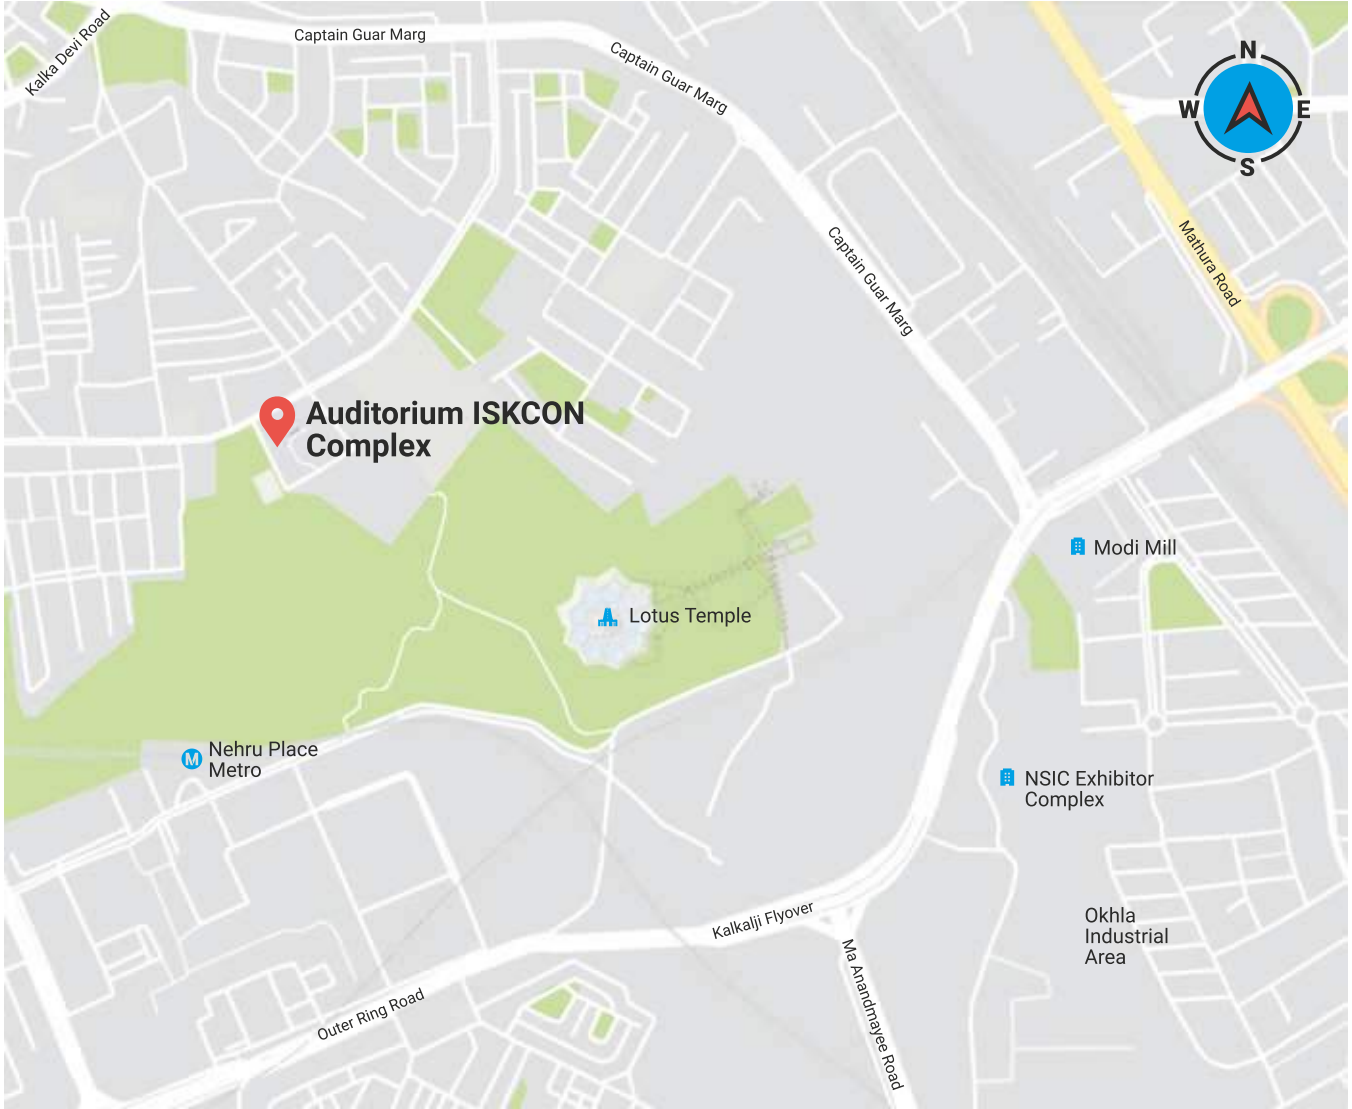 Kalka Devi Road
Captain Guar Marg
Captain Guar Marg
N
W
E
S
Captain Guar Marg
Mathura Road
Auditorium ISKCON
Complex
Modi Mill
Lotus Temple
M
Nehru Place
Metro
NSIC Exhibitor
Complex
Kalkalji Flyover
Okhla
Industrial
Area
Outer Ring Road
Ma Anandmayee Road